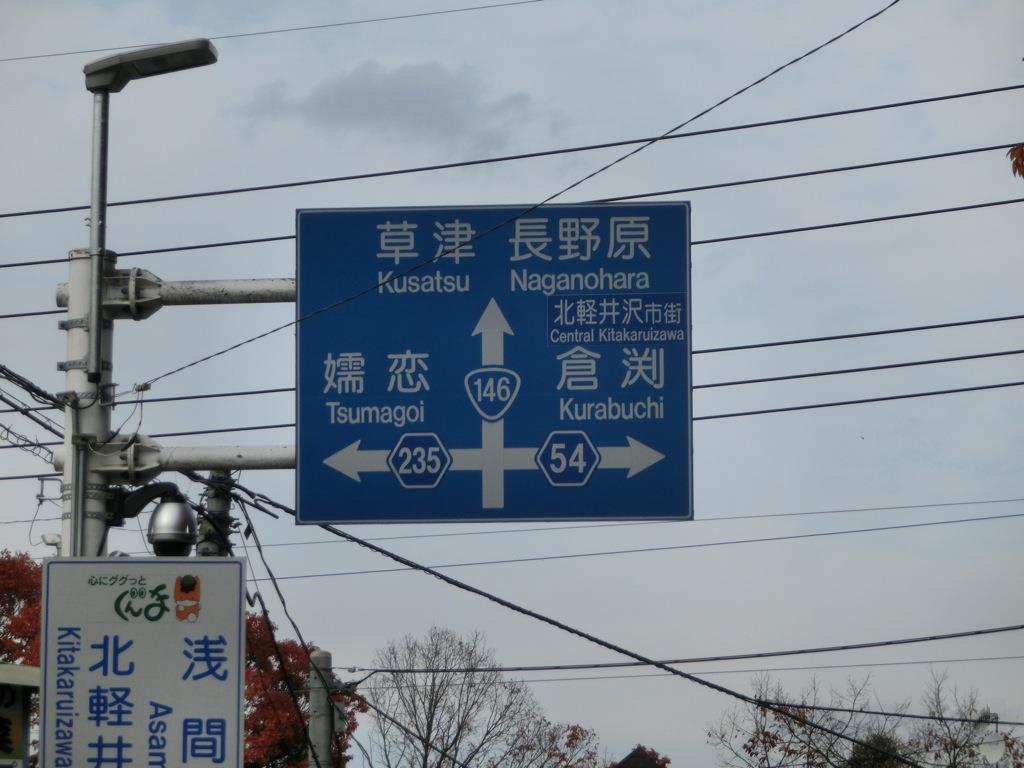 草津 長野原
Kusatsu Naganohara
北軽井沢市街
Central Kitakaruizawa
嬬恋 146 倉渕
Tsumagoi Kurabuchi
235 54
心にググっと
ぐんま
浅間
Asam
北軽井
Kitakaruizawa